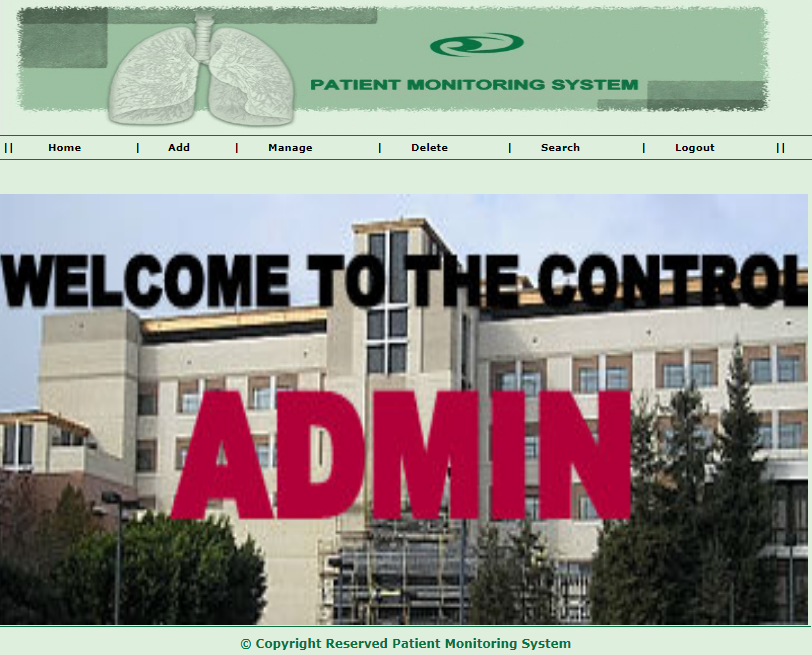 PATIENT MONITORING SYSTEM
|| Home | Add | Manage | Delete | Search | Logout ||
WELCOME TO THE CONTROL
ADMIN
© Copyright Reserved Patient Monitoring System